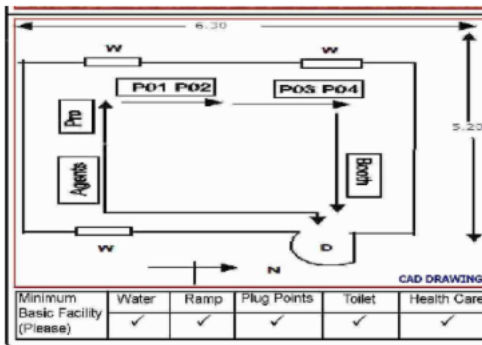 6.30
W
W
P01 P02
P03 P04
Pro
5.20
Agents
Booth
W
D
N
CAD DRAWING
Minimum Basic Facility (Please)
Water
Ramp
Plug Points
Toilet
Health Care
✓ ✓ ✓ ✓ ✓